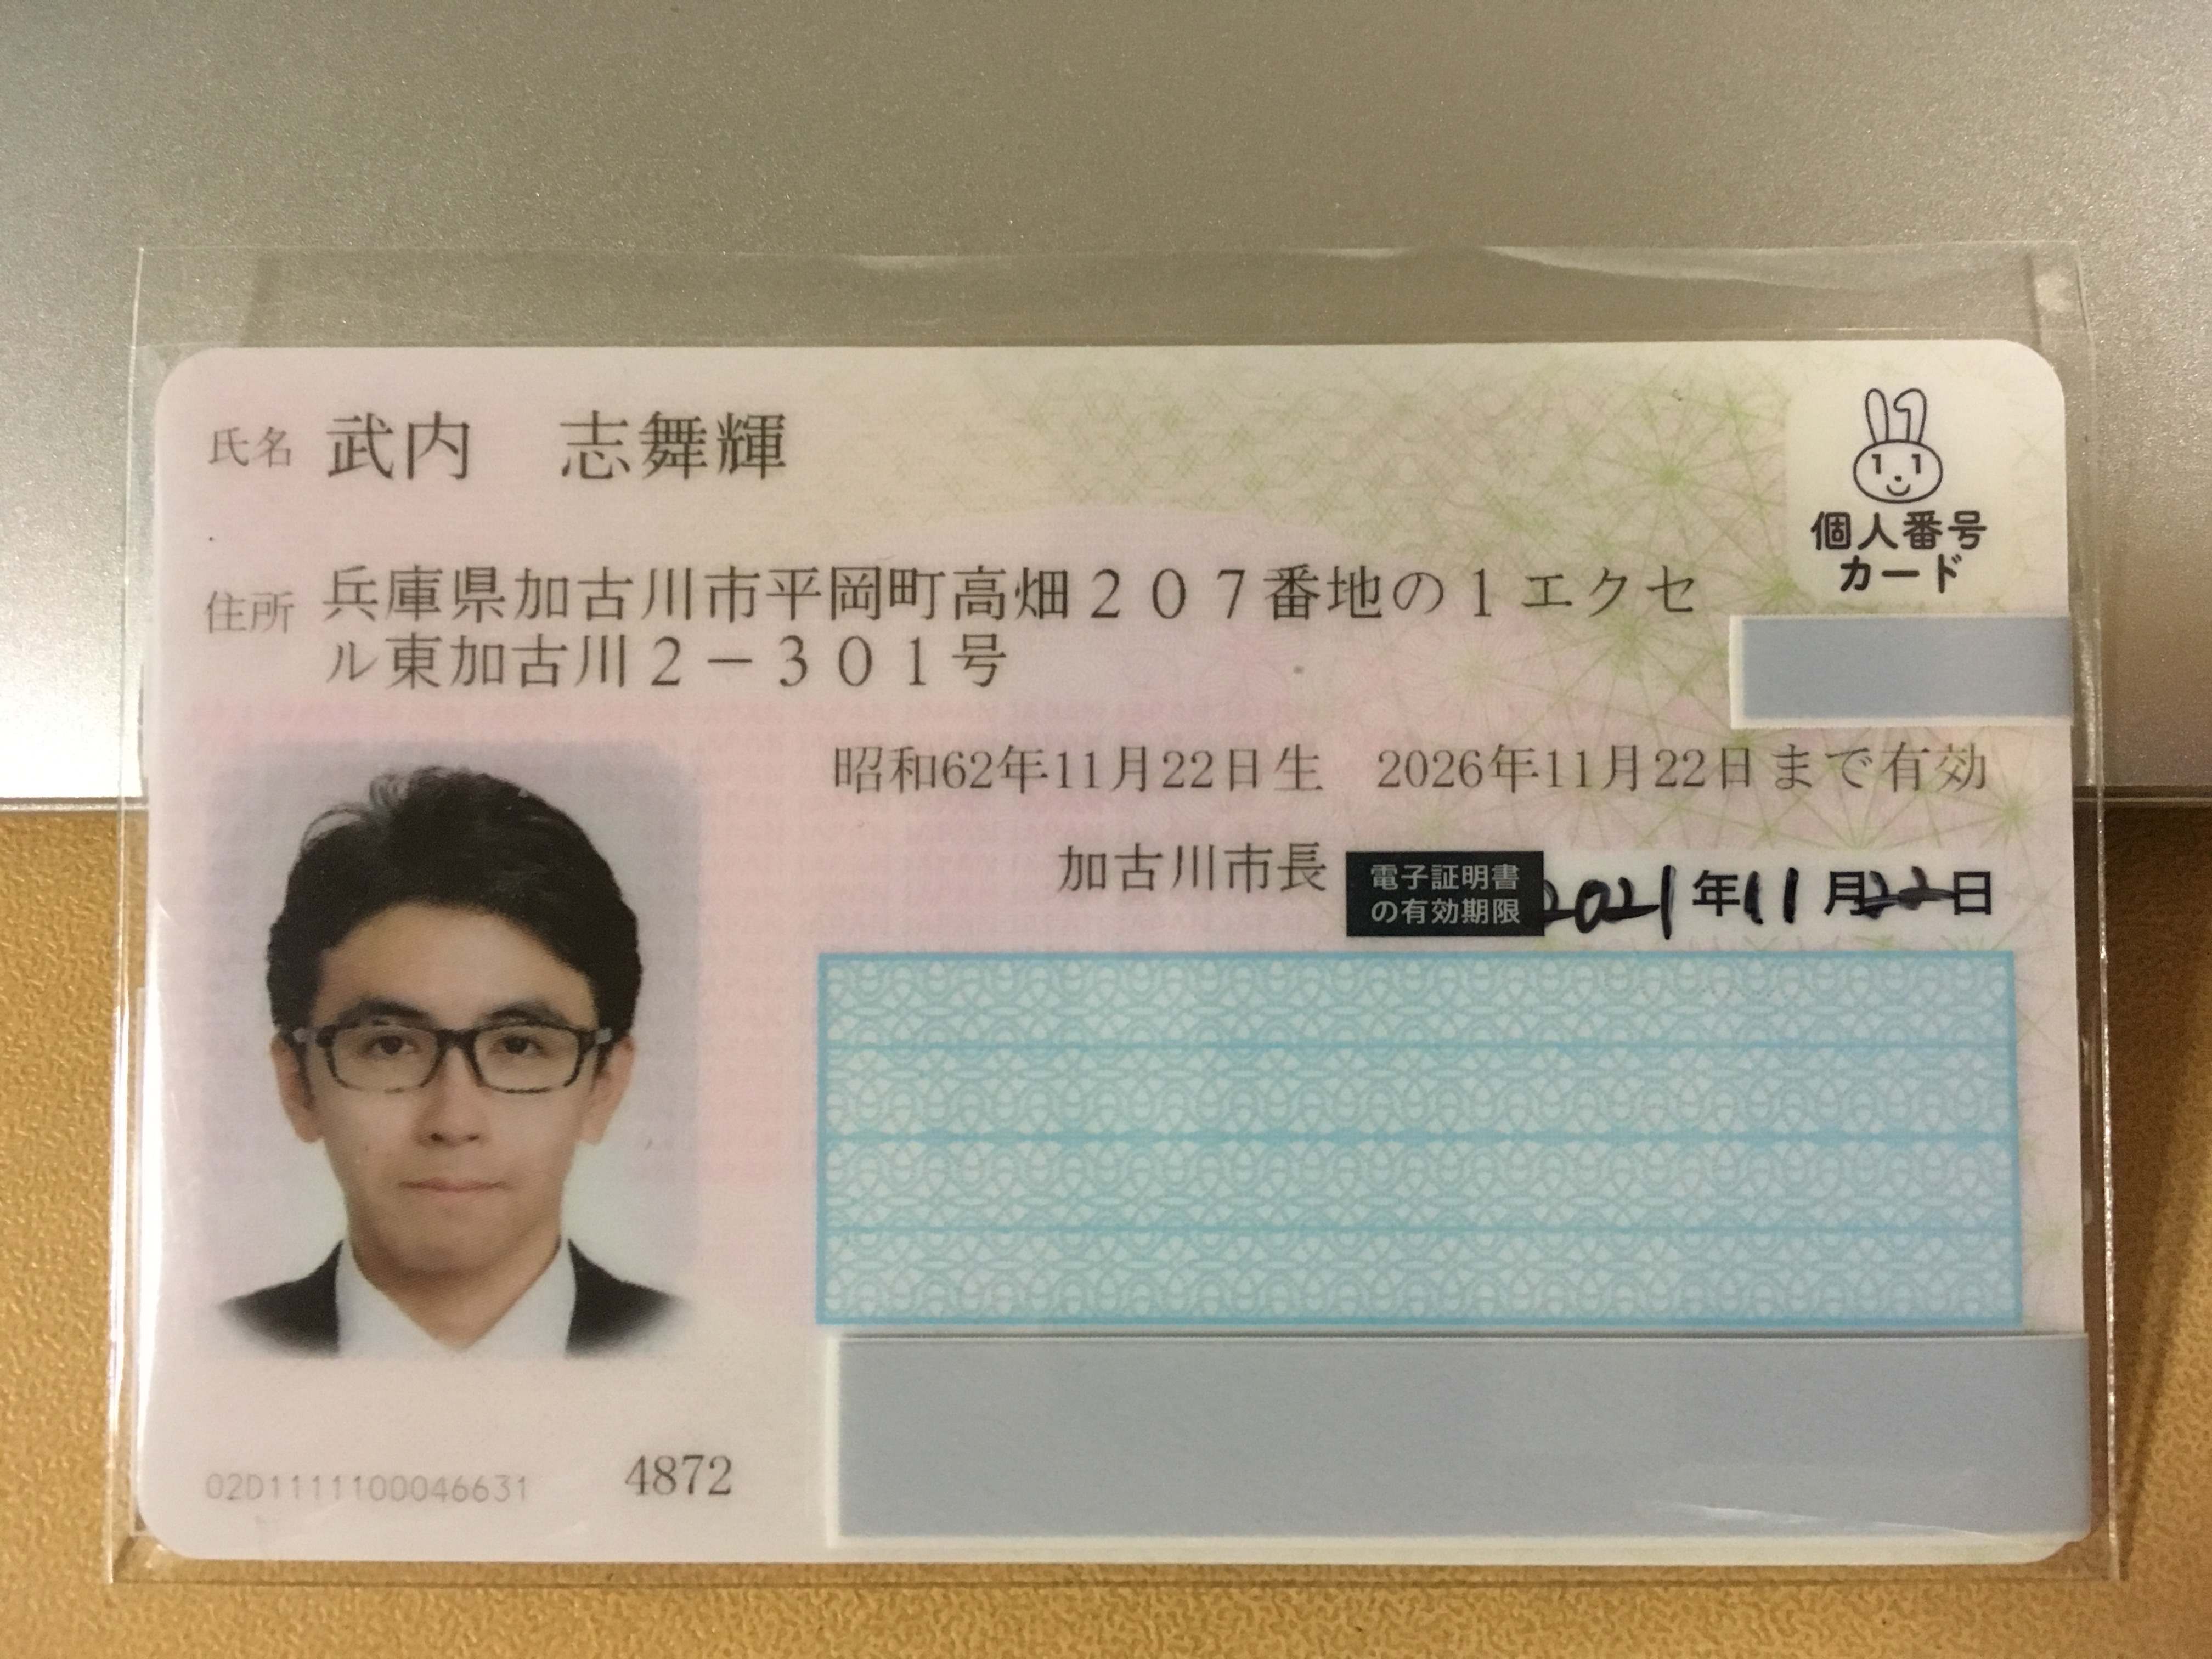 氏名 武内　志舞輝
個人番号
カード
住所 兵庫県加古川市平岡町高畑２０７番地の１エクセ
ル東加古川２－３０１号
昭和62年11月22日生　2026年11月22日まで有効
加古川市長
電子証明書
の有効期限 2021年11月22日
02D1111100046631 4872